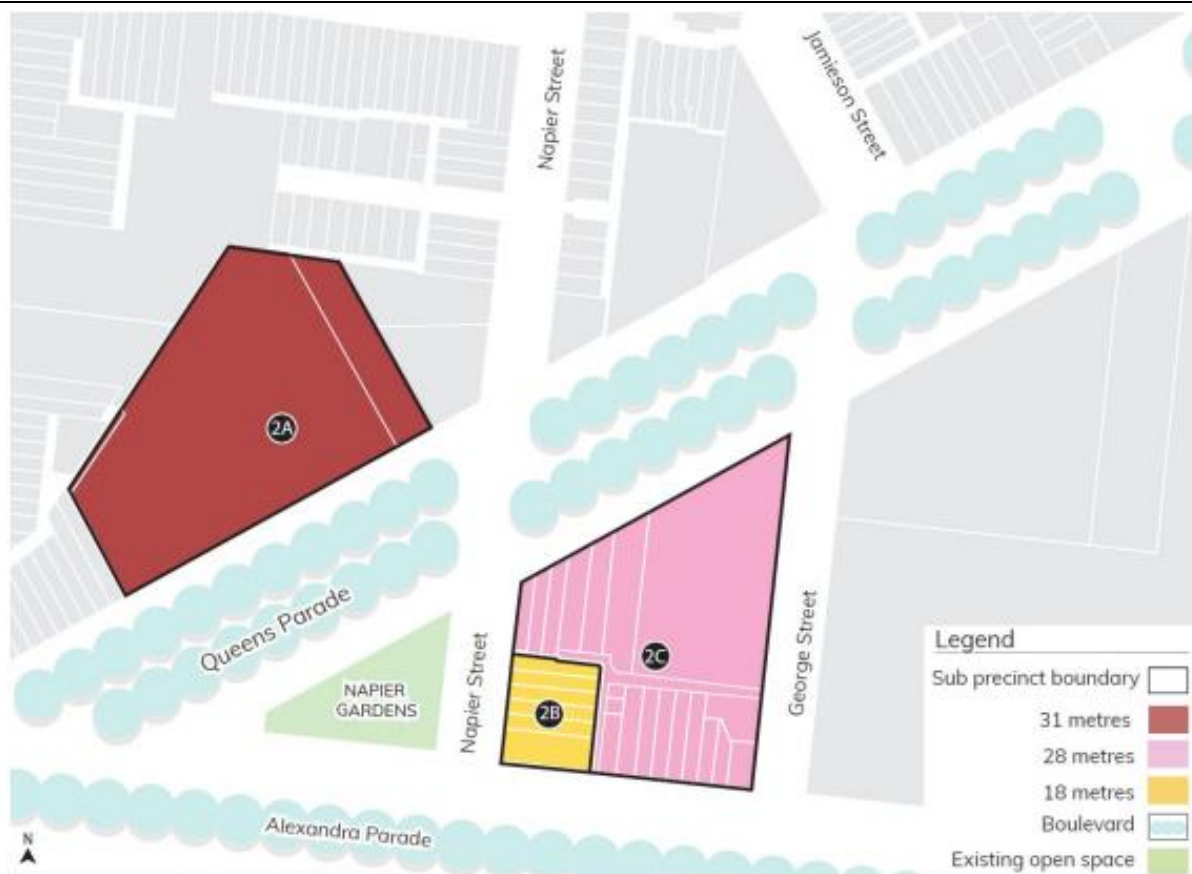 Napier Street
Jamieson Street
2A
Queens Parade
NAPIER
GARDENS
Napier Street
2B
2C
George Street
Alexandra Parade
N
Legend
Sub precinct boundary
31 metres
28 metres
18 metres
Boulevard
Existing open space